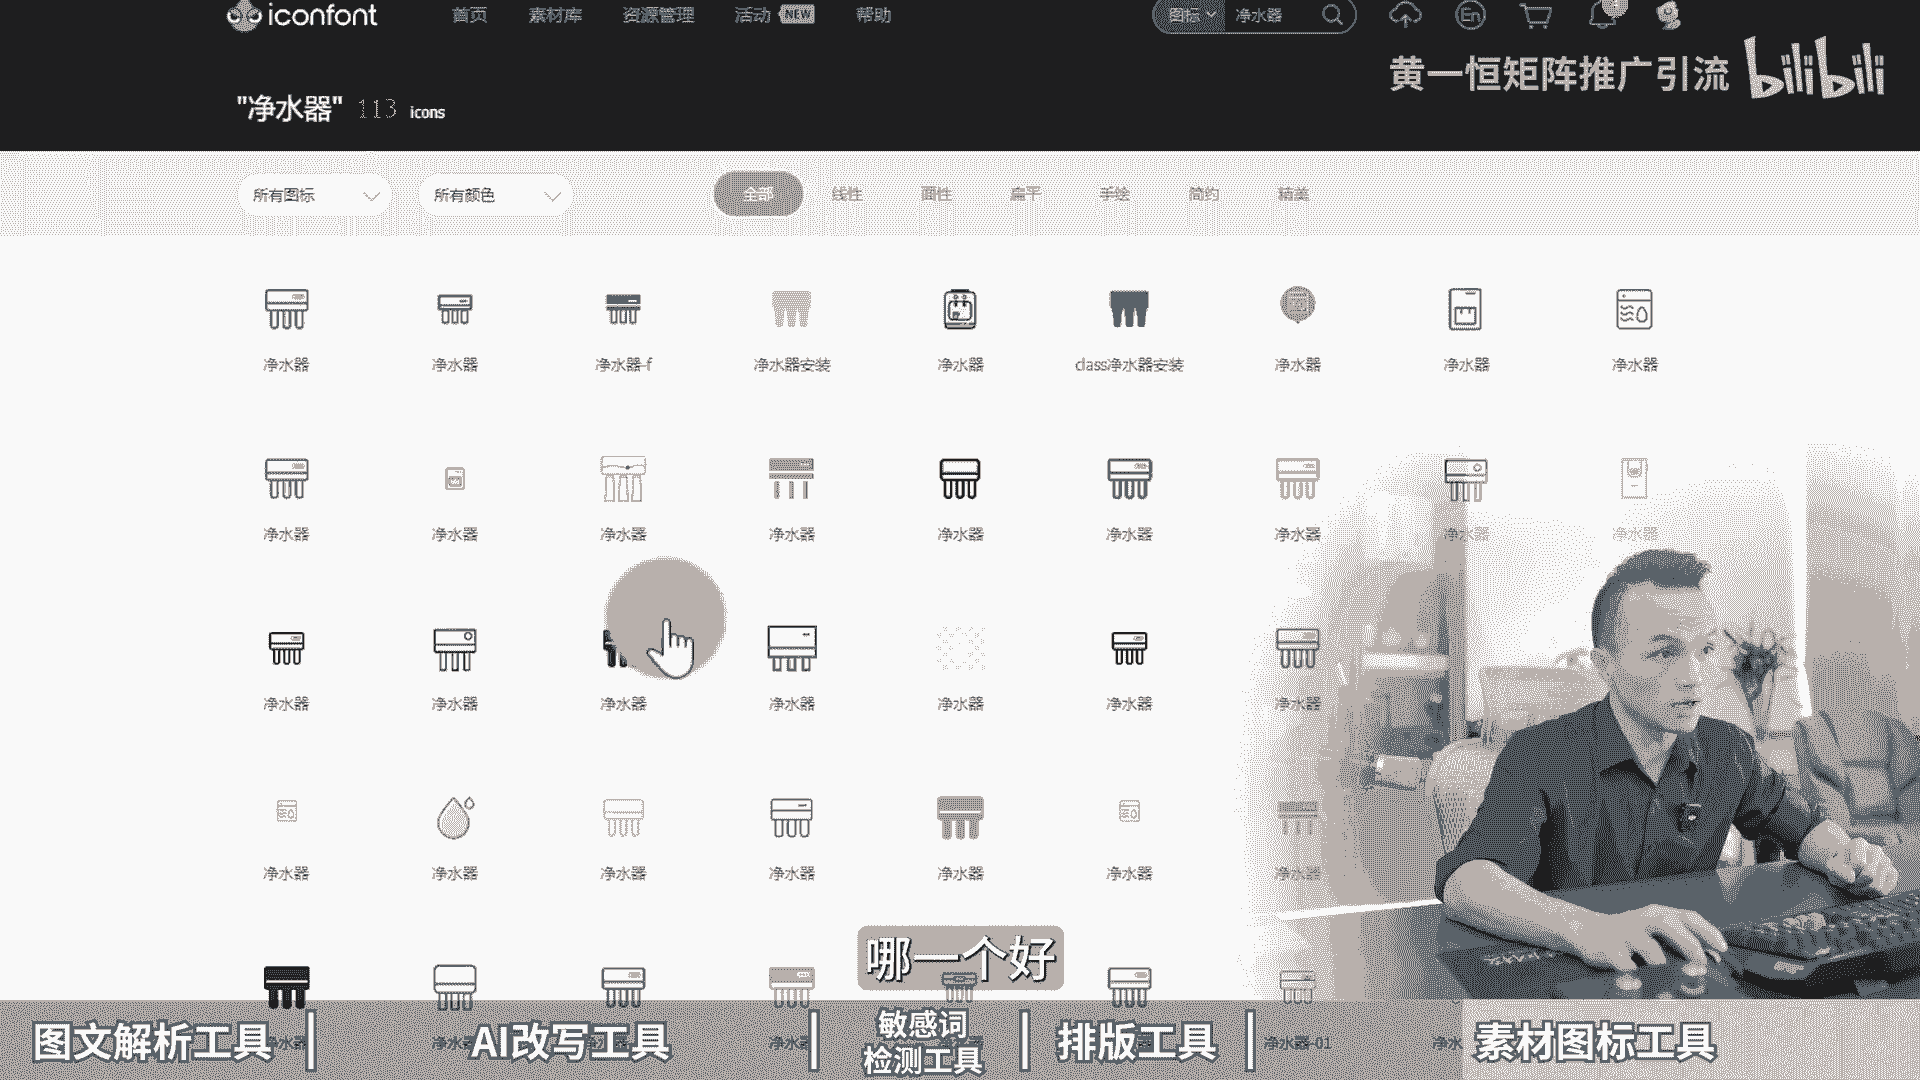 iconfont 首页 素材库 资源管理 活动 NEW 帮助 图标 净水器 En 1
黄一恒矩阵推广引流 bilibili
"净水器" 113 icons
所有图标 所有颜色 全部 线性 面性 扁平 手绘 简约 精美
净水器 净水器 净水器-f 净水器安装 净水器 class净水器安装 净水器 净水器 净水器
净水器 净水器 净水器 净水器 净水器 净水器 净水器 净水器 净水器
净水器 净水器 净水器 净水器 净水器 净水器 净水器
净水器 净水器 净水器 净水器 净水器 净水器 净水器
哪一个好
图文解析工具 AI改写工具 敏感词 排版工具 净水器-01 素材图标工具
检测工具